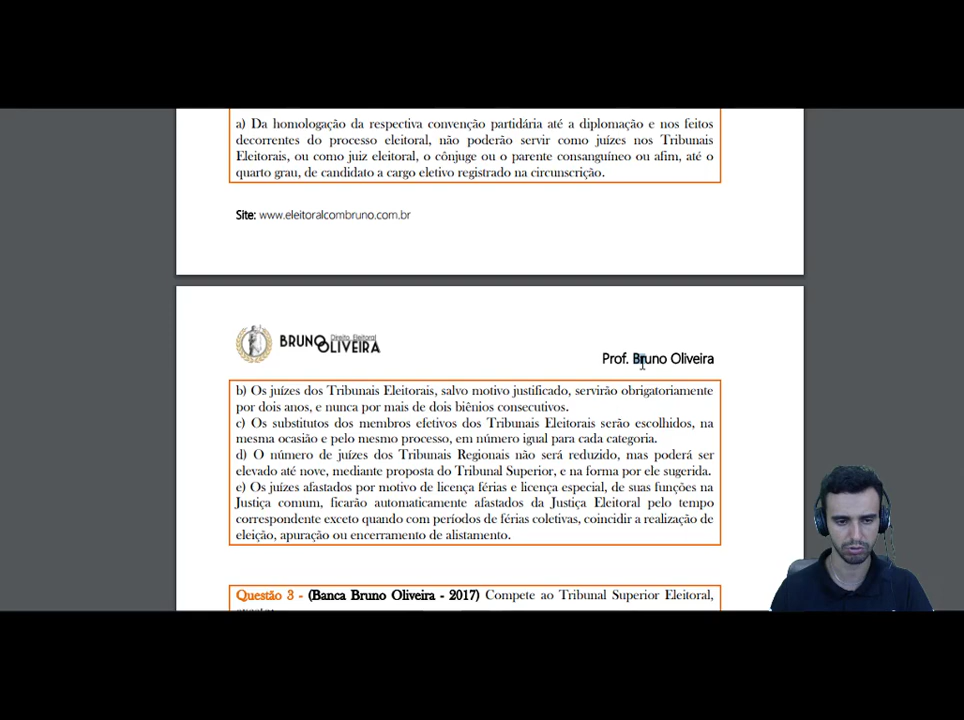 a) Da homologação da respectiva convenção partidária até a diplomação e nos feitos
decorrentes do processo eleitoral, não poderão servir como juízes nos Tribunais
Eleitorais, ou como juiz eleitoral, o cônjuge ou o parente consanguíneo ou afim, até o
quarto grau, de candidato a cargo eletivo registrado na circunscrição.
Site: www.eleitoralcombruno.com.br
Direito Eleitoral
BRUNO
OLIVEIRA
Prof. Bruno Oliveira
b) Os juízes dos Tribunais Eleitorais, salvo motivo justificado, servirão obrigatoriamente
por dois anos, e nunca por mais de dois biênios consecutivos.
c) Os substitutos dos membros efetivos dos Tribunais Eleitorais serão escolhidos, na
mesma ocasião e pelo mesmo processo, em número igual para cada categoria.
d) O número de juízes dos Tribunais Regionais não será reduzido, mas poderá ser
elevado até nove, mediante proposta do Tribunal Superior, e na forma por ele sugerida.
e) Os juízes afastados por motivo de licença férias e licença especial, de suas funções na
Justiça comum, ficarão automaticamente afastados da Justiça Eleitoral pelo tempo
correspondente exceto quando com períodos de férias coletivas, coincidir a realização de
eleição, apuração ou encerramento de alistamento.
Questão 3 - (Banca Bruno Oliveira - 2017) Compete ao Tribunal Superior Eleitoral,